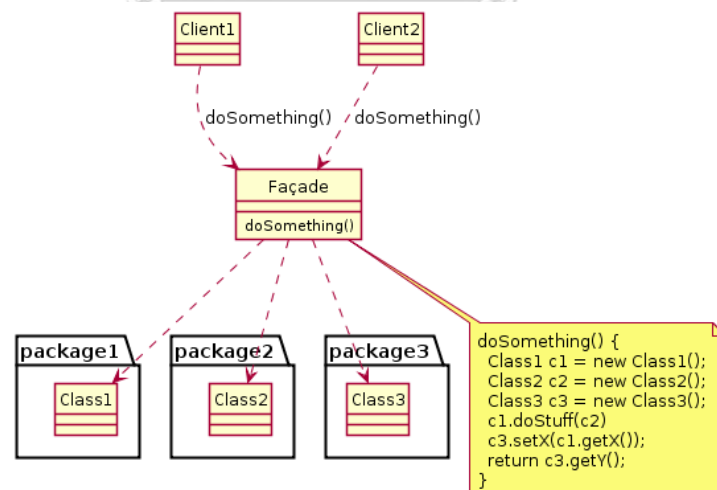 Client1
Client2
doSomething()
doSomething()
Façade
doSomething()
package1
package2
package3
Class1
Class2
Class3
doSomething() {
Class1 c1 = new Class1();
Class2 c2 = new Class2();
Class3 c3 = new Class3();
c1.doStuff(c2)
c3.setX(c1.getX());
return c3.getY();
}